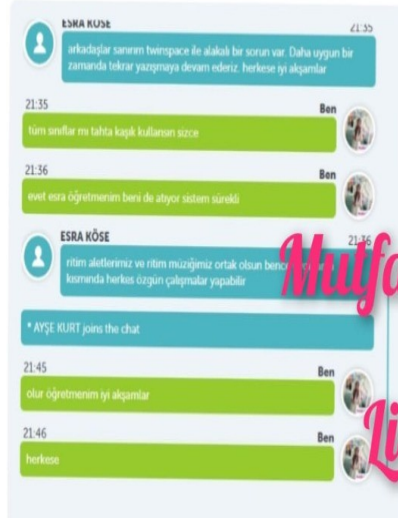 ESRA KÖSE 21:35
arkadaşlar sanırım twinspace ile alakalı bir sorun var. Daha uygun bir
zamanda tekrar yazışmaya devam ederiz. herkese iyi akşamlar
21:35 Ben
tüm sınıflar mı tahta kaşık kullansın sizce
21:36 Ben
evet esra öğretmenim beni de atıyor sistem sürekli
ESRA KÖSE 21:36
ritim aletlerimiz ve ritim müziğimiz ortak olsun bence
kısmında herkes özgün çalışmalar yapabilir
* AYŞE KURT joins the chat
21:45 Ben
olur öğretmenim iyi akşamlar
21:46 Ben
herkese